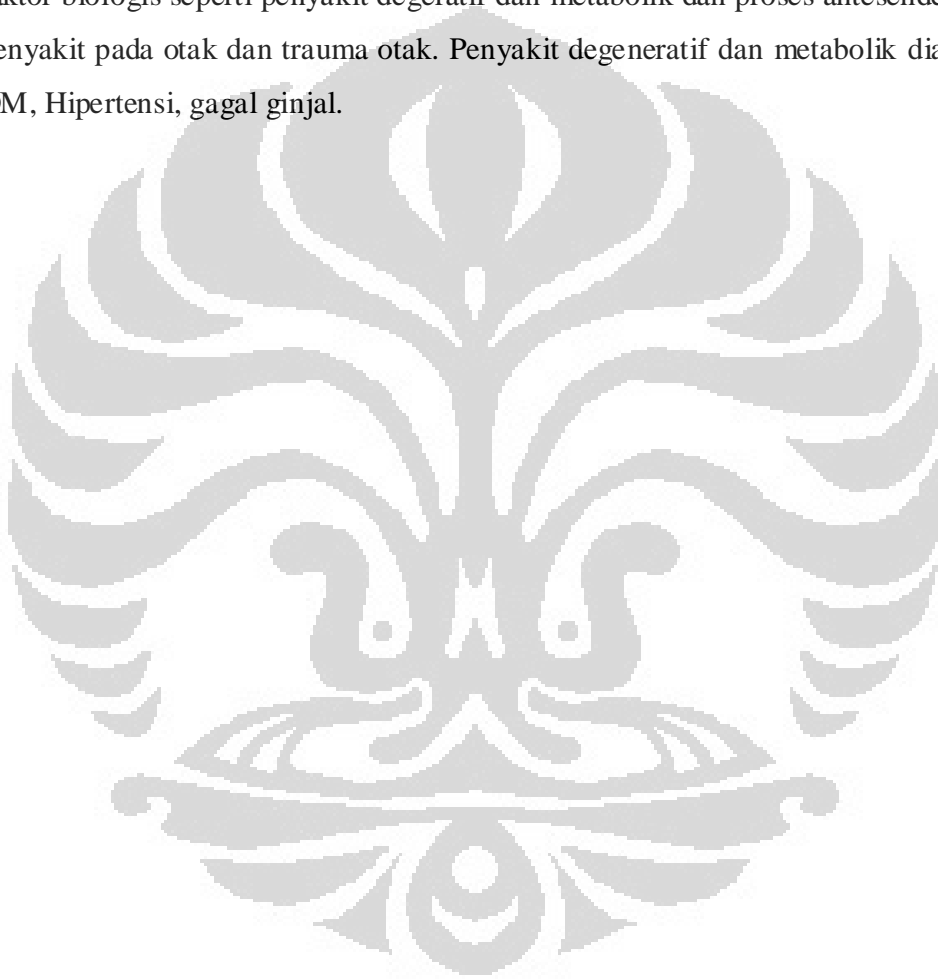 aktor biologis seperti penyakit degeratif dan metabolik dan proses antesende
enyakit pada otak dan trauma otak. Penyakit degeneratif dan metabolik dia
DM, Hipertensi, gagal ginjal.